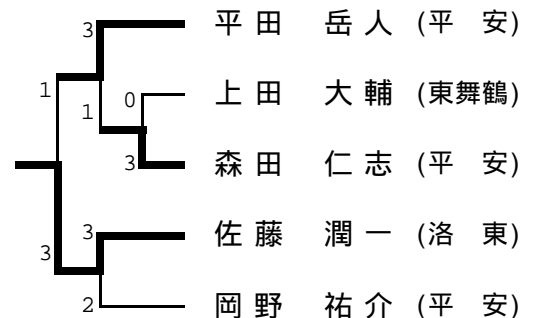 3 平田 岳人 (平 安)
1 1 0 上田 大輔 (東舞鶴)
3 森田 仁志 (平 安)
3 3 佐藤 潤一 (洛 東)
2 岡野 祐介 (平 安)